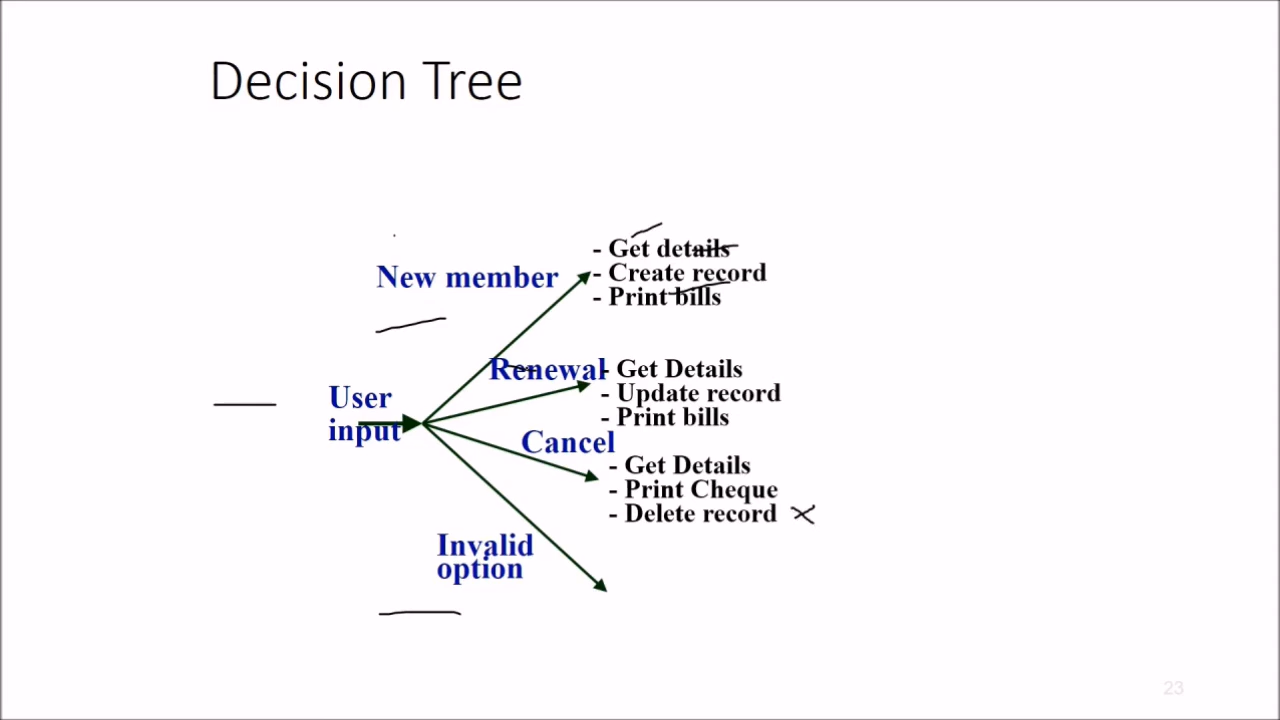 Decision Tree
- Get details
New member
- Create record
- Print bills
Renewal
- Get Details
- Update record
- Print bills
User
input
Cancel
- Get Details
- Print Cheque
- Delete record
Invalid
option
23